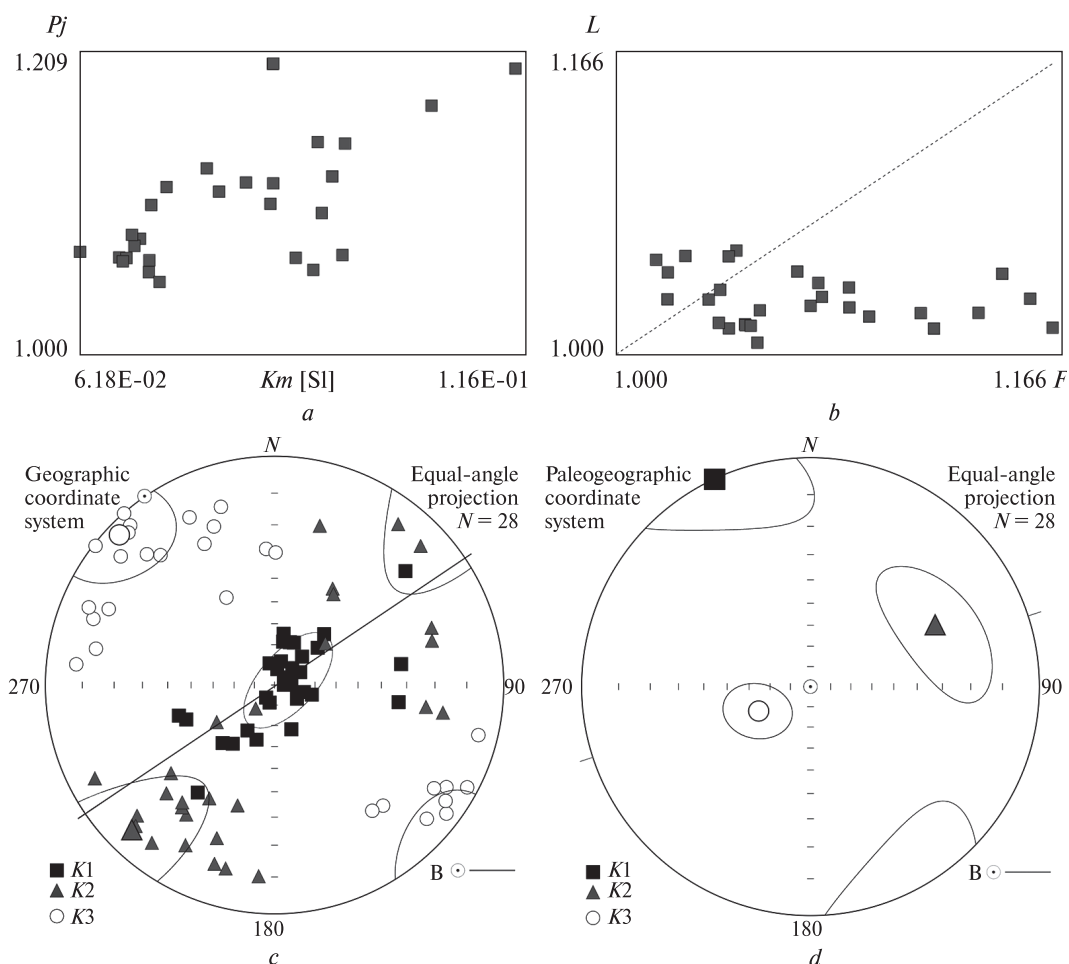 Pj
1.209
1.000
6.18E-02 Km [Sl] 1.16E-01
a
L
1.166
1.000
1.000 1.166 F
b
N
Geographic
coordinate
system
Equal-angle
projection
N = 28
270
90
K1
K2
K3
B
180
c
N
Paleogeographic
coordinate
system
Equal-angle
projection
N = 28
270
90
K1
K2
K3
B
180
d